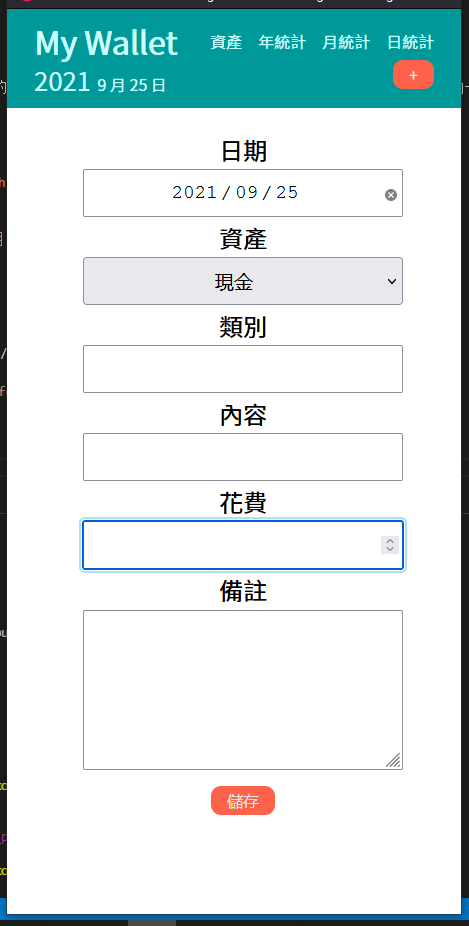 My Wallet
資產 年統計 月統計 日統計
2021 9 月 25 日
+
日期
2021 / 09 / 25
資產
現金
類別
內容
花費
備註
儲存